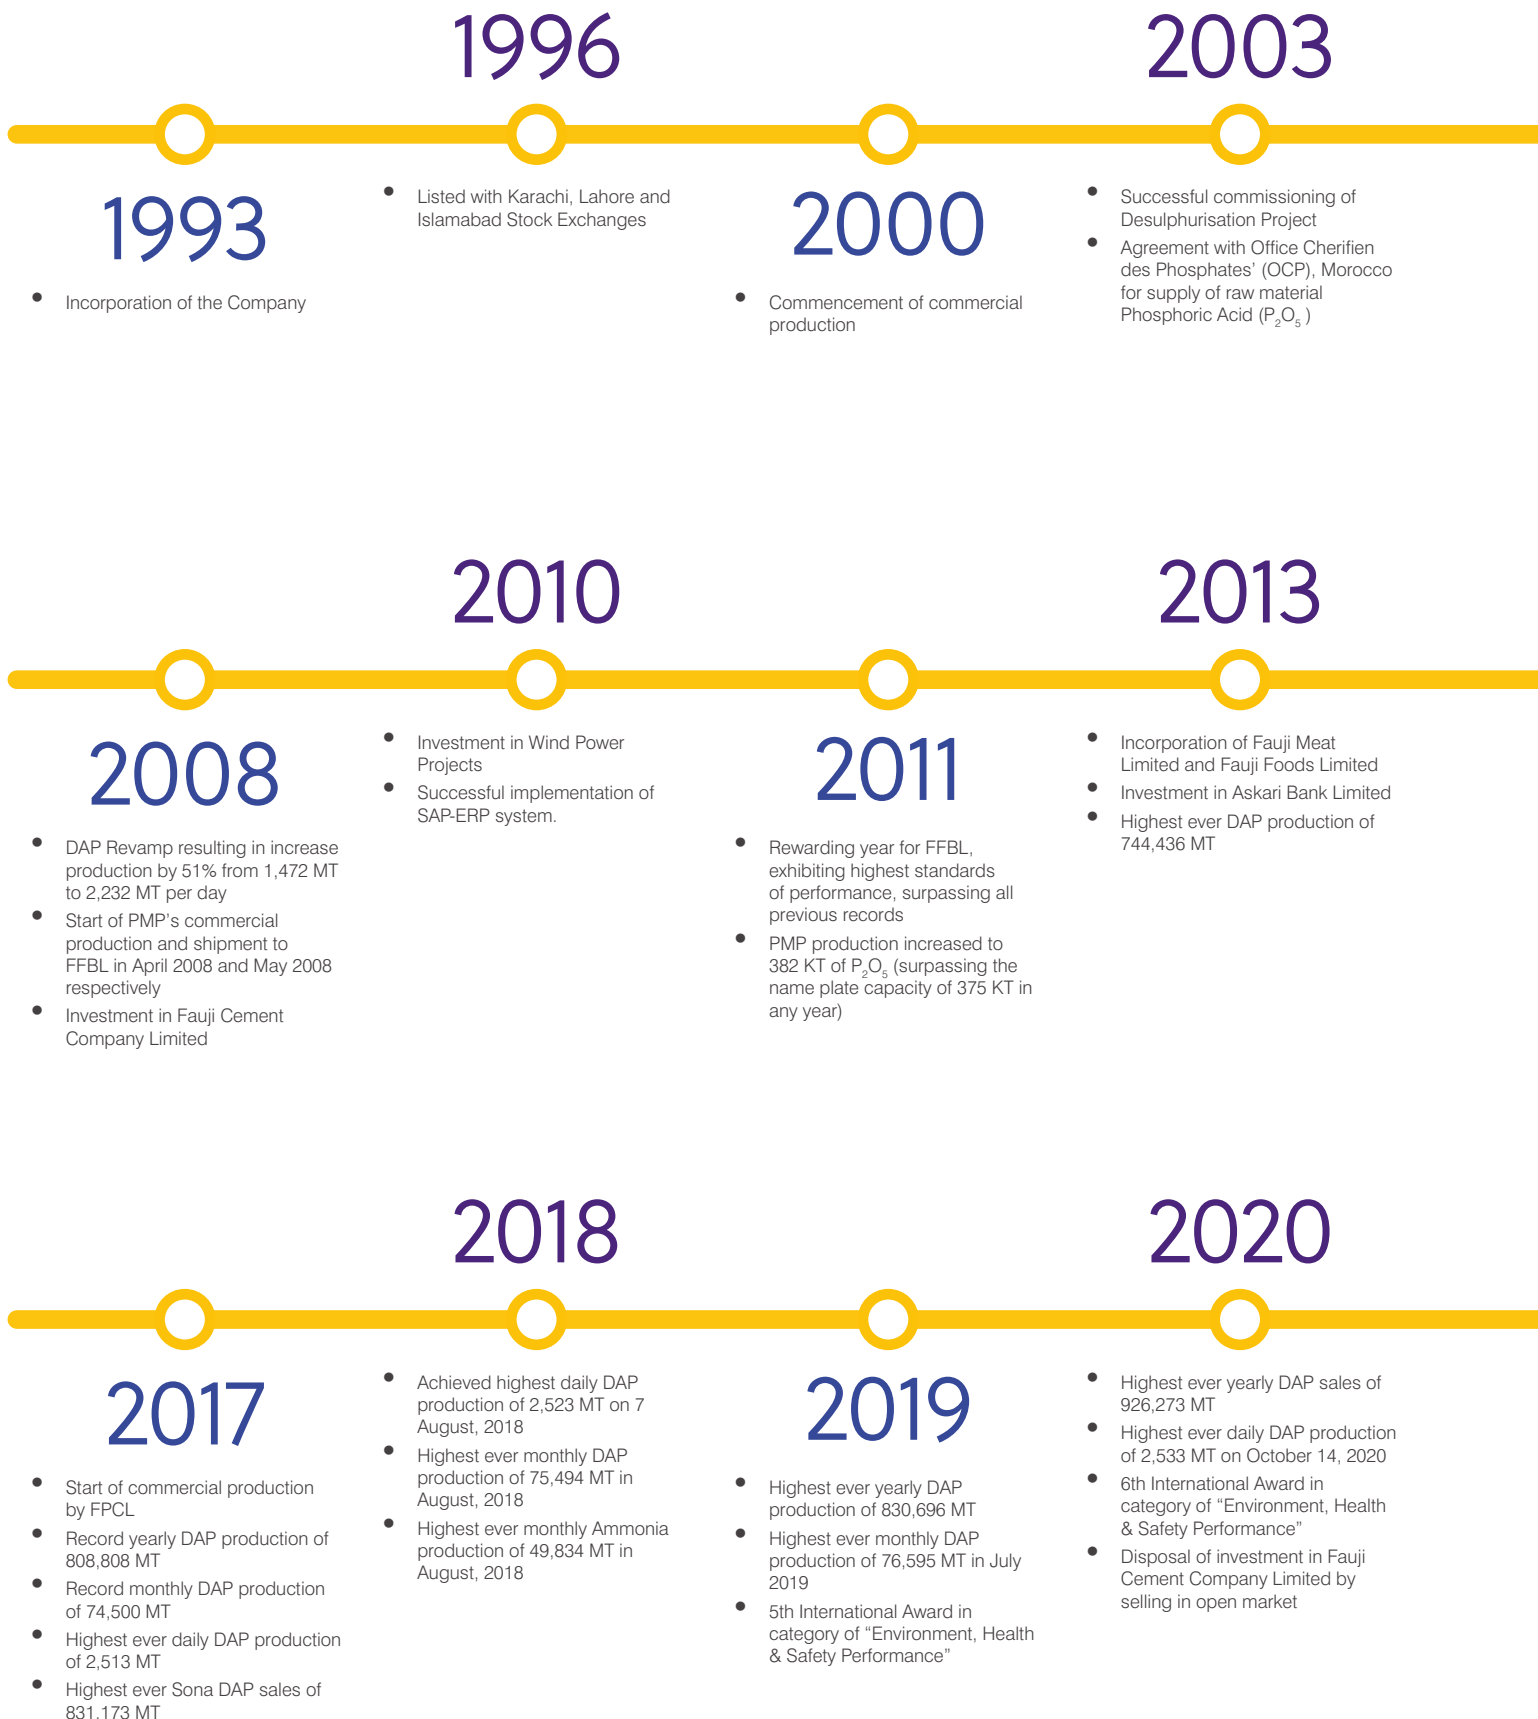 1993
Incorporation of the Company
1996
Listed with Karachi, Lahore and
Islamabad Stock Exchanges
2000
Commencement of commercial
production
2003
Successful commissioning of
Desulphurisation Project
Agreement with Office Cherifien
des Phosphates’ (OCP), Morocco
for supply of raw material
Phosphoric Acid (P₂O₅ )
2008
DAP Revamp resulting in increase
production by 51% from 1,472 MT
to 2,232 MT per day
Start of PMP’s commercial
production and shipment to
FFBL in April 2008 and May 2008
respectively
Investment in Fauji Cement
Company Limited
2010
Investment in Wind Power
Projects
Successful implementation of
SAP-ERP system.
2011
Rewarding year for FFBL,
exhibiting highest standards
of performance, surpassing all
previous records
PMP production increased to
382 KT of P₂O₅ (surpassing the
name plate capacity of 375 KT in
any year)
2013
Incorporation of Fauji Meat
Limited and Fauji Foods Limited
Investment in Askari Bank Limited
Highest ever DAP production of
744,436 MT
2017
Start of commercial production
by FPCL
Record yearly DAP production of
808,808 MT
Record monthly DAP production
of 74,500 MT
Highest ever daily DAP production
of 2,513 MT
Highest ever Sona DAP sales of
831,173 MT
2018
Achieved highest daily DAP
production of 2,523 MT on 7
August, 2018
Highest ever monthly DAP
production of 75,494 MT in
August, 2018
Highest ever monthly Ammonia
production of 49,834 MT in
August, 2018
2019
Highest ever yearly DAP
production of 830,696 MT
Highest ever monthly DAP
production of 76,595 MT in July
2019
5th International Award in
category of “Environment, Health
& Safety Performance”
2020
Highest ever yearly DAP sales of
926,273 MT
Highest ever daily DAP production
of 2,533 MT on October 14, 2020
6th International Award in
category of “Environment, Health
& Safety Performance”
Disposal of investment in Fauji
Cement Company Limited by
selling in open market